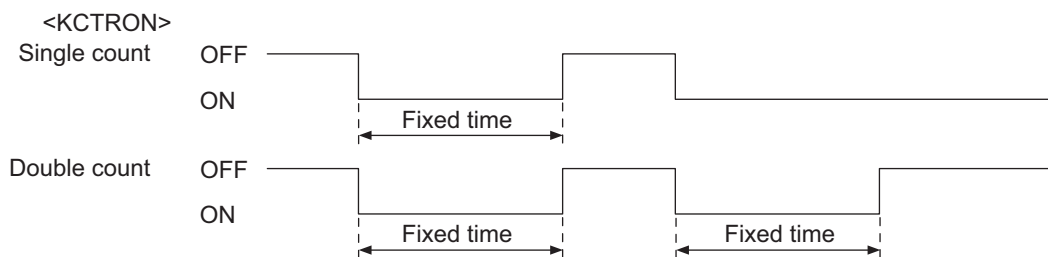 <KCTRON>
Single count OFF
ON
Fixed time
Double count OFF
ON
Fixed time Fixed time